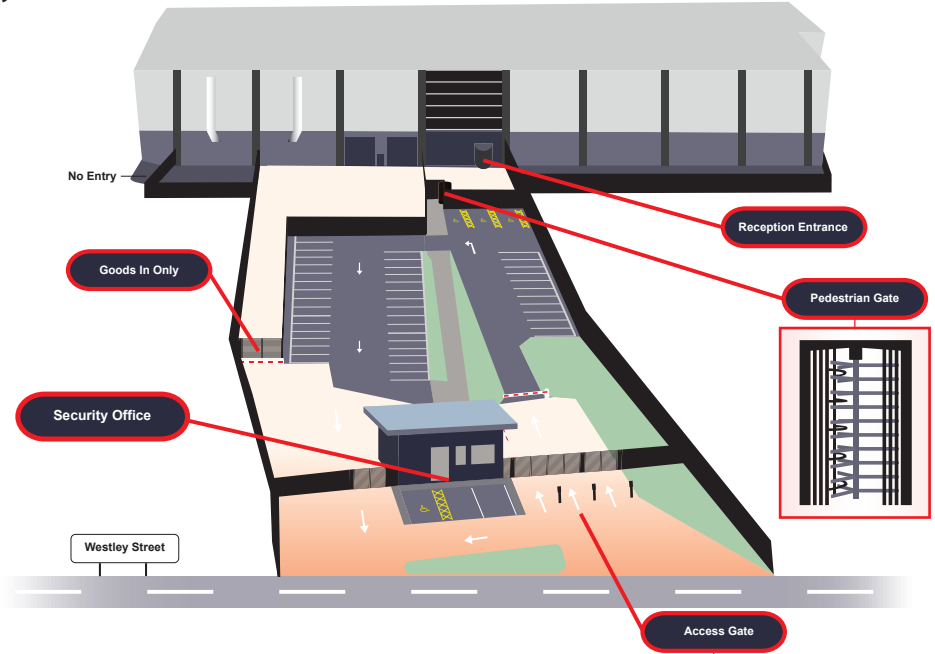 No Entry
Reception Entrance
Goods In Only
Pedestrian Gate
Security Office
Westley Street
Access Gate